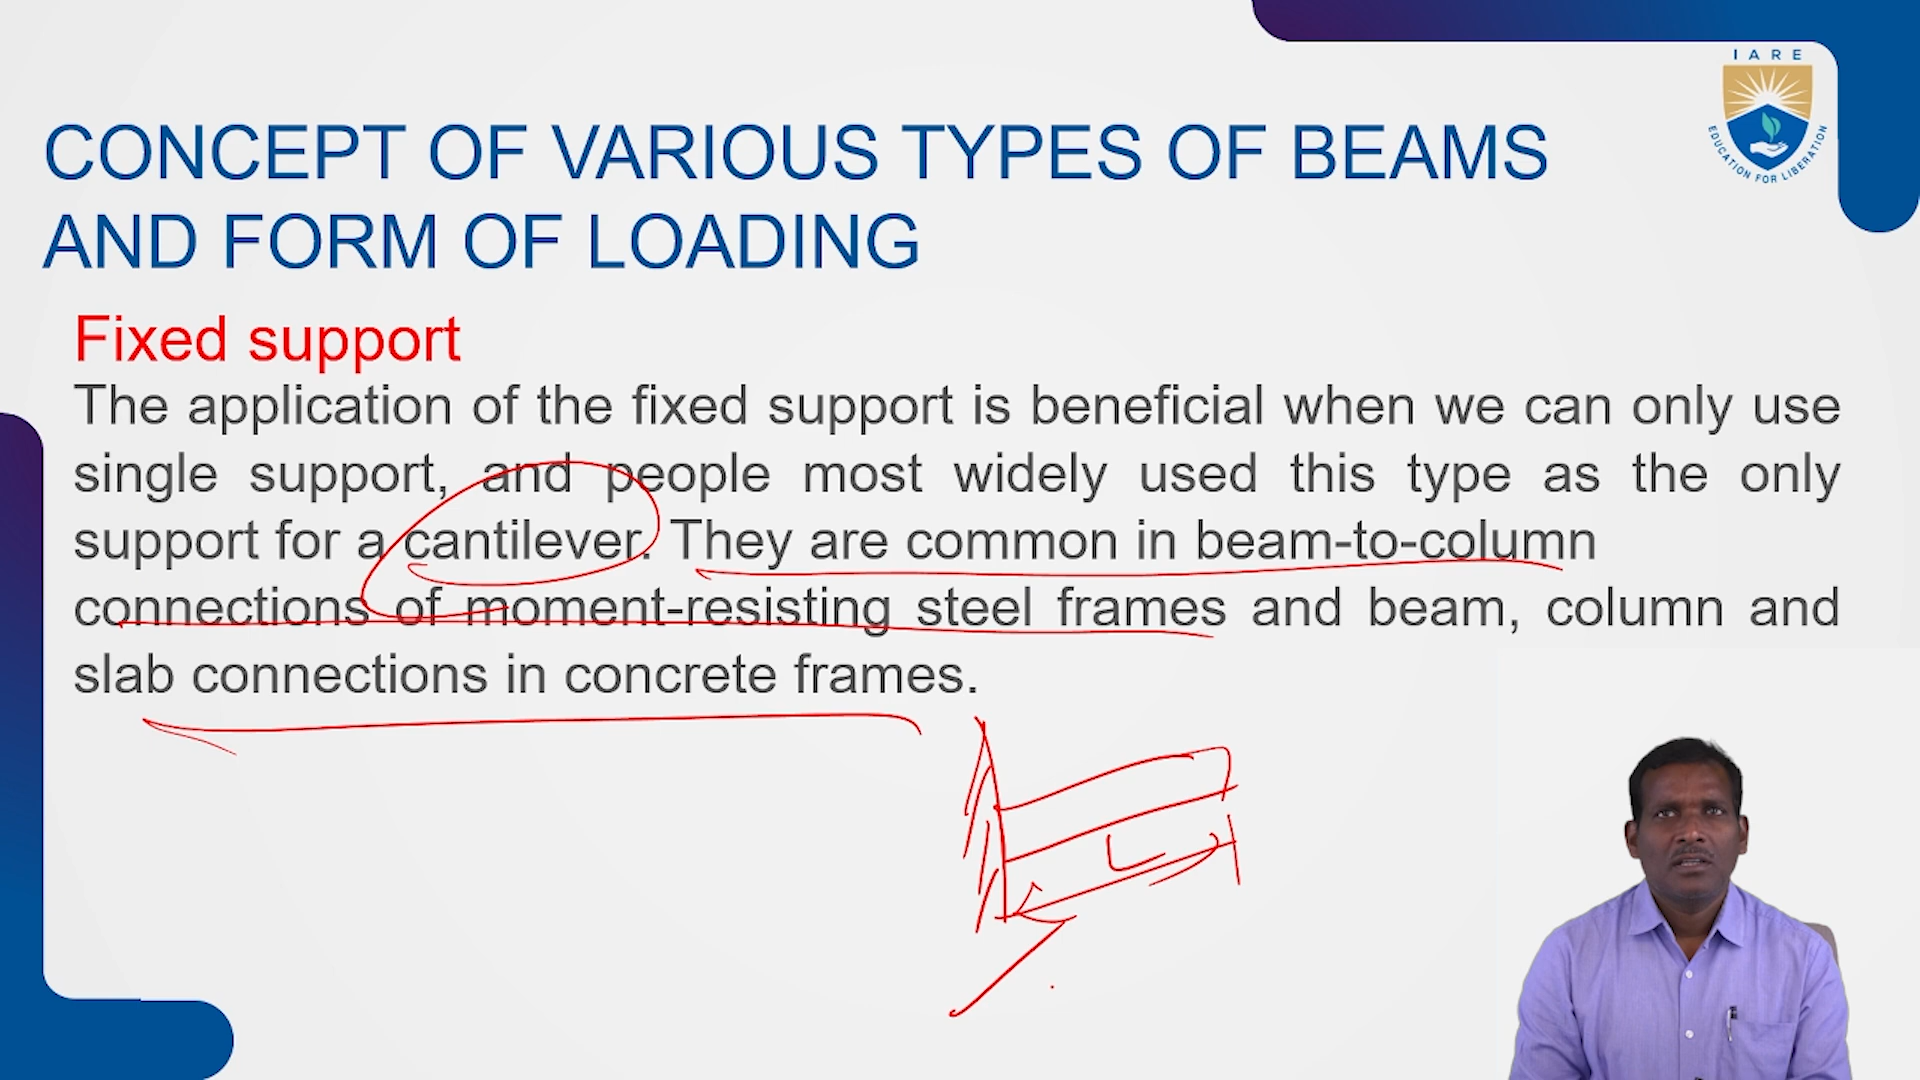 IARE
EDUCATION FOR LIBERATION
CONCEPT OF VARIOUS TYPES OF BEAMS
AND FORM OF LOADING
Fixed support
The application of the fixed support is beneficial when we can only use
single support, and people most widely used this type as the only
support for a cantilever. They are common in beam-to-column
connections of moment-resisting steel frames and beam, column and
slab connections in concrete frames.
L